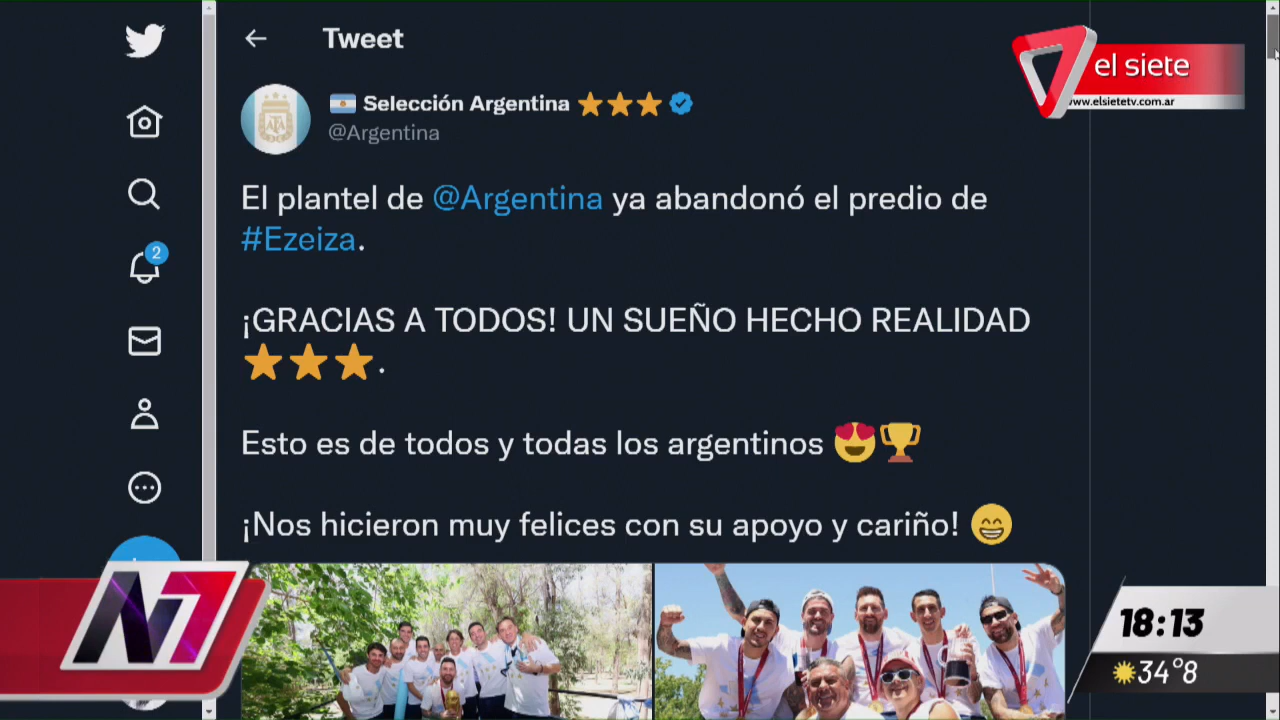 Tweet
Selección Argentina
@Argentina
El plantel de @Argentina ya abandonó el predio de
#Ezeiza.
¡GRACIAS A TODOS! UN SUEÑO HECHO REALIDAD
.
Esto es de todos y todas los argentinos
¡Nos hicieron muy felices con su apoyo y cariño!
2
el siete
www.elsietetv.com.ar
N7
18:13
34°8